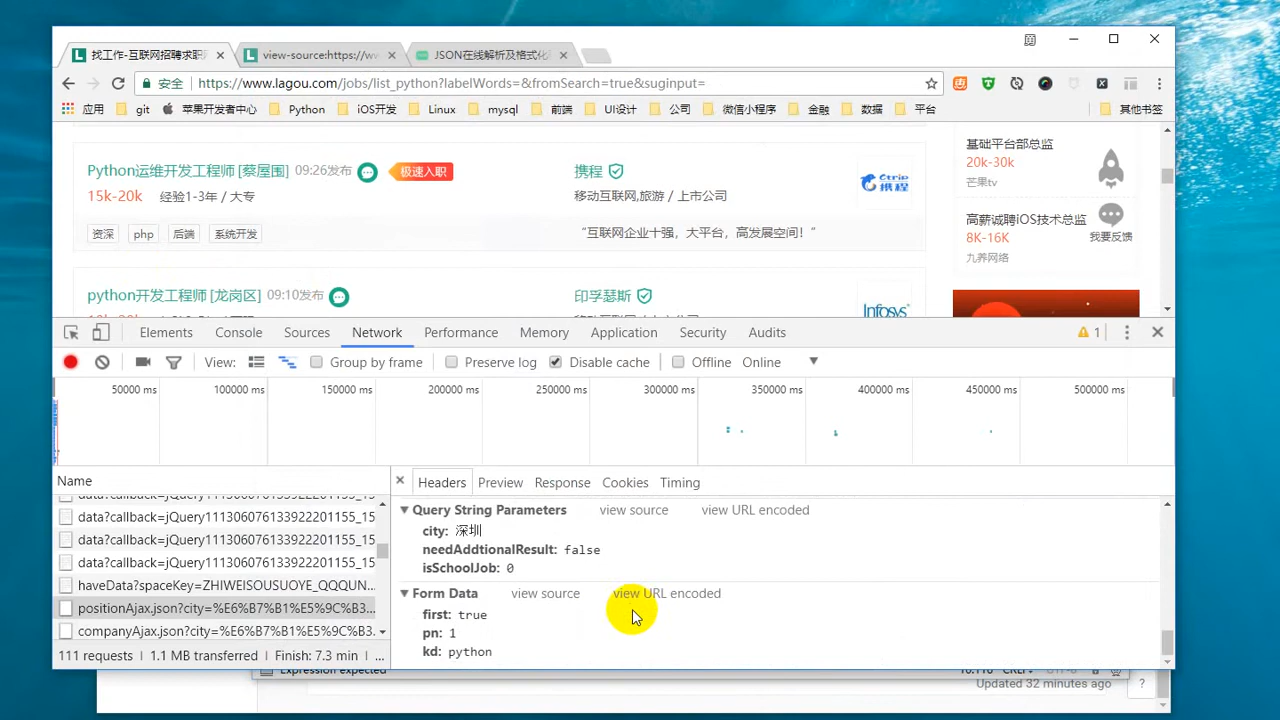 找工作-互联网招聘求职
view-source:https://ww
JSON在线解析及格式化
安全
https://www.lagou.com/jobs/list_python?labelWords=&fromSearch=true&suginput=
应用 git 苹果开发者中心 Python iOS开发 Linux mysql 前端 UI设计 公司 微信小程序 金融 数据 平台 其他书签
Python运维开发工程师 [蔡屋围] 09:26发布 极速入职
携程
15k-20k 经验1-3年 / 大专
移动互联网,旅游 / 上市公司
Ctrip
携程
资深 php 后端 系统开发
“互联网企业十强，大平台，高发展空间！”
python开发工程师 [龙岗区] 09:10发布
印孚瑟斯
Infosys
基础平台部总监
20k-30k
芒果tv
高薪诚聘iOS技术总监
8K-16K
九养网络
我要反馈
Elements Console Sources Network Performance Memory Application Security Audits 1
View: Group by frame Preserve log Disable cache Offline Online
50000 ms 100000 ms 150000 ms 200000 ms 250000 ms 300000 ms 350000 ms 400000 ms 450000 ms 500000 ms
Name
data?callback=jQuery111306076133922201155_15
data?callback=jQuery111306076133922201155_15
data?callback=jQuery111306076133922201155_15
data?callback=jQuery111306076133922201155_15
haveData?spaceKey=ZHIWEISOUSUOYE_QQQUN...
positionAjax.json?city=%E6%B7%B1%E5%9C%B3...
companyAjax.json?city=%E6%B7%B1%E5%9C%B3...
111 requests | 1.1 MB transferred | Finish: 7.3 min | ...
Headers Preview Response Cookies Timing
Query String Parameters view source view URL encoded
city: 深圳
needAddtionalResult: false
isSchoolJob: 0
Form Data view source view URL encoded
first: true
pn: 1
kd: python
Expression expected
Updated 32 minutes ago
?